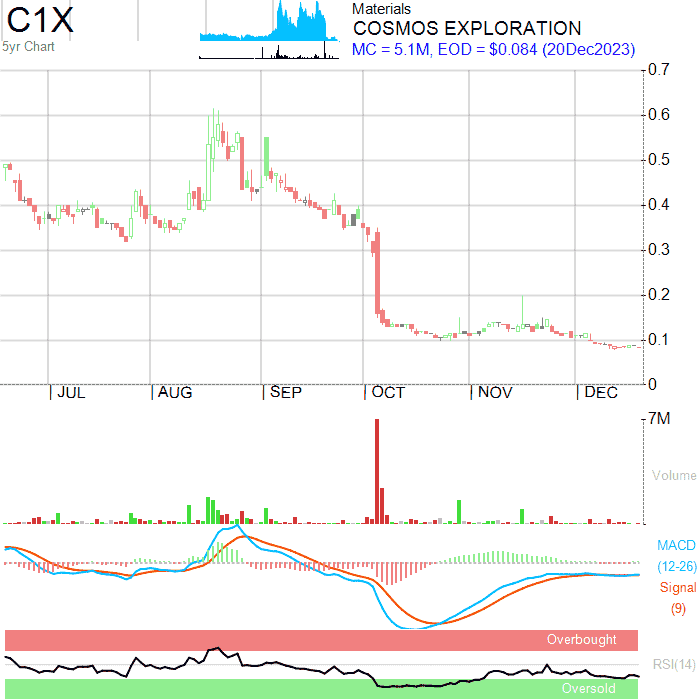 C1X
5yr Chart
Materials
COSMOS EXPLORATION
MC = 5.1M, EOD = $0.084 (20Dec2023)
0.7
0.6
0.5
0.4
0.3
0.2
0.1
0
JUL AUG SEP OCT NOV DEC
7M
Volume
MACD
(12-26)
Signal
(9)
Overbought
RSI(14)
Oversold